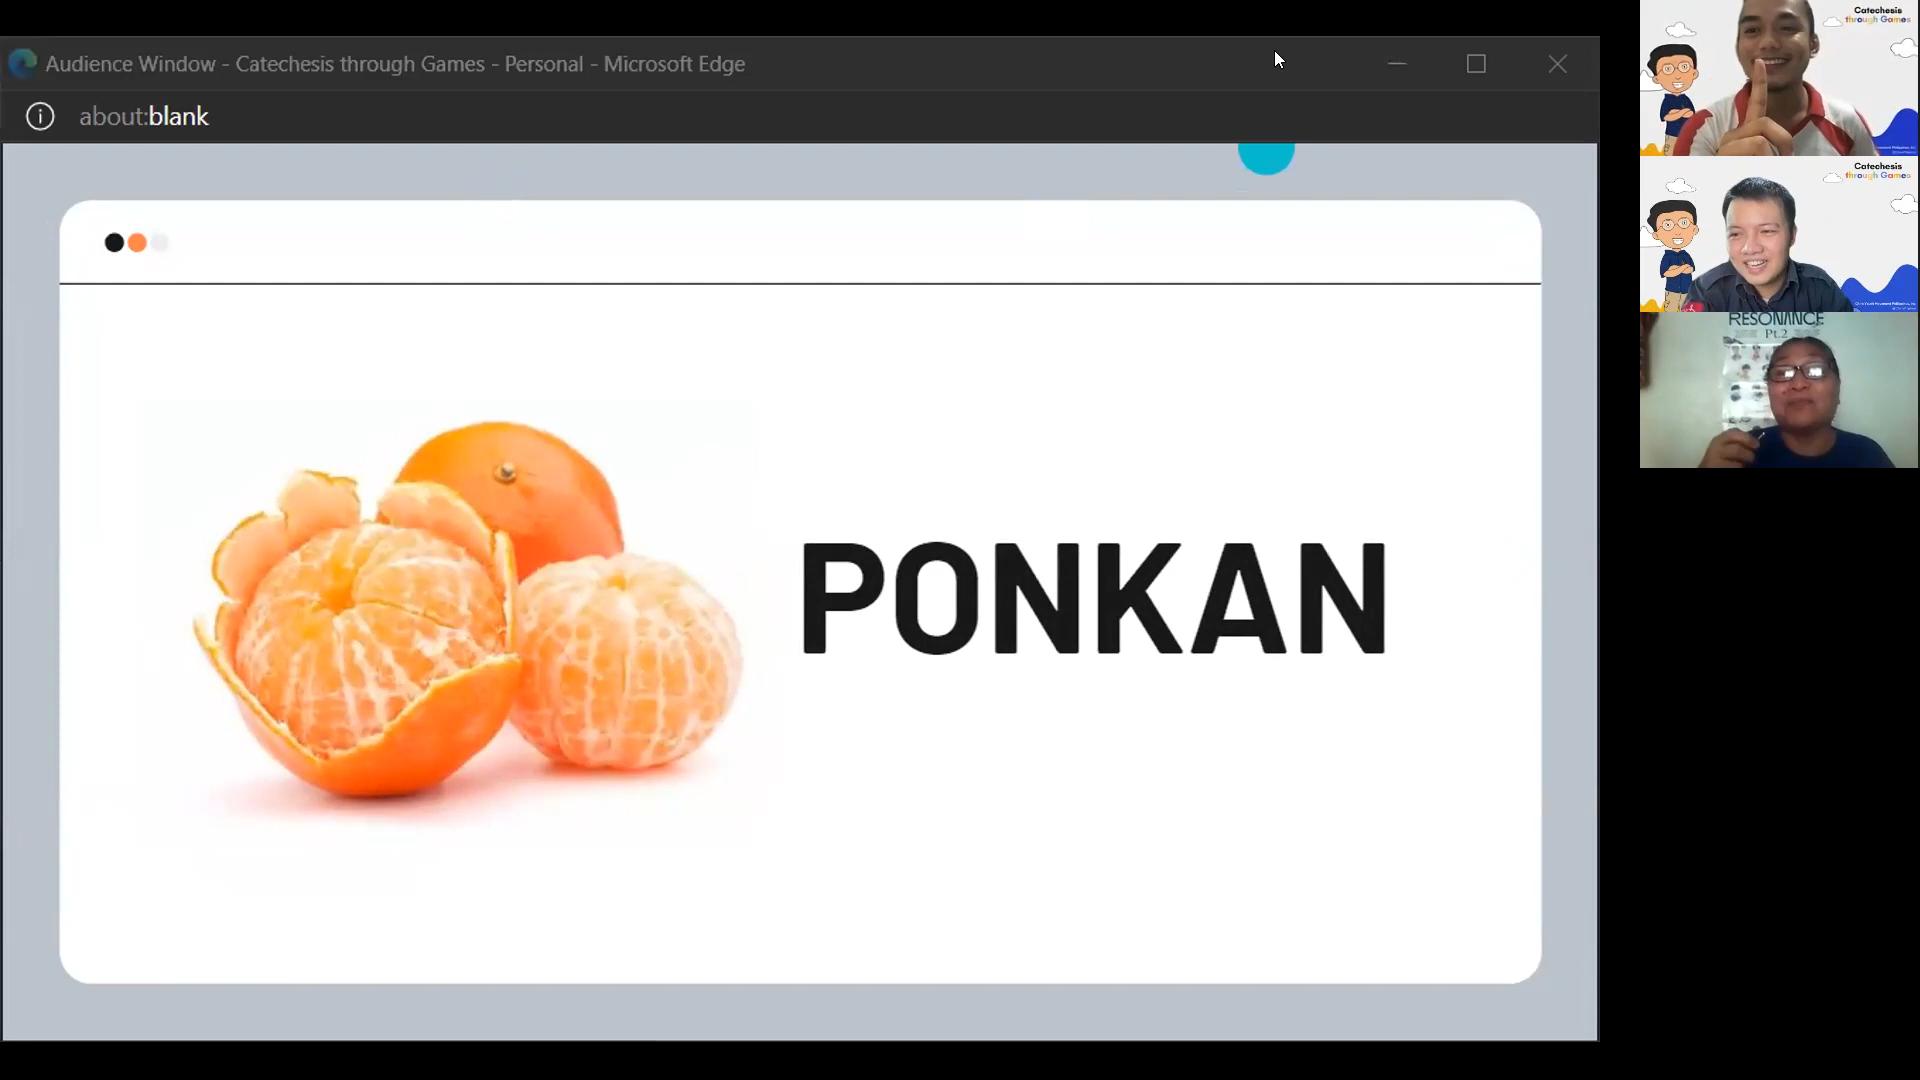 Audience Window - Catechesis through Games - Personal - Microsoft Edge
about:blank
PONKAN
Catechesis
through Games
Catechesis
through Games
RESONANCE
Pt.2